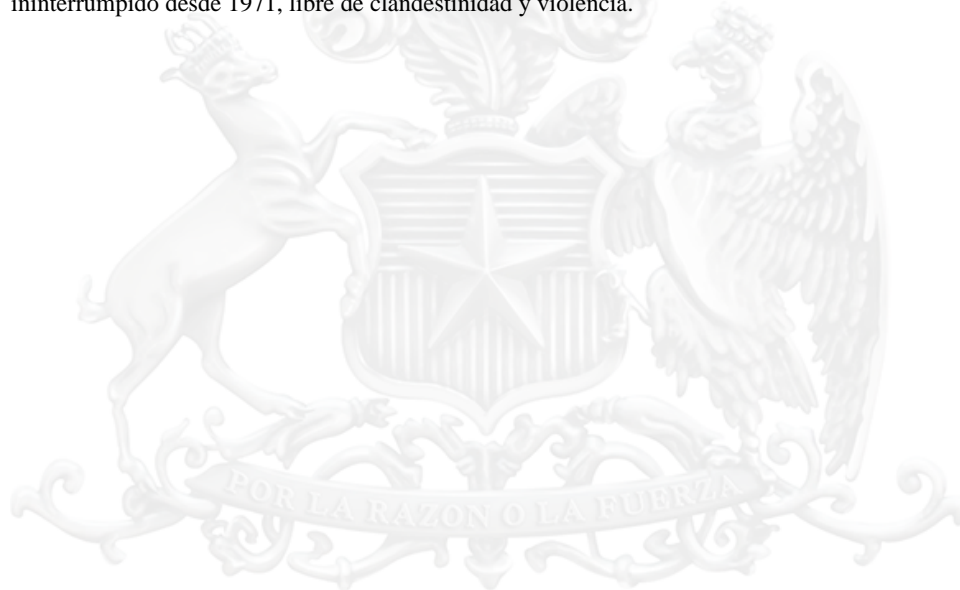 ininterrumpido desde 1971, libre de clandestinidad y violencia.
POR LA RAZON O LA FUERZA